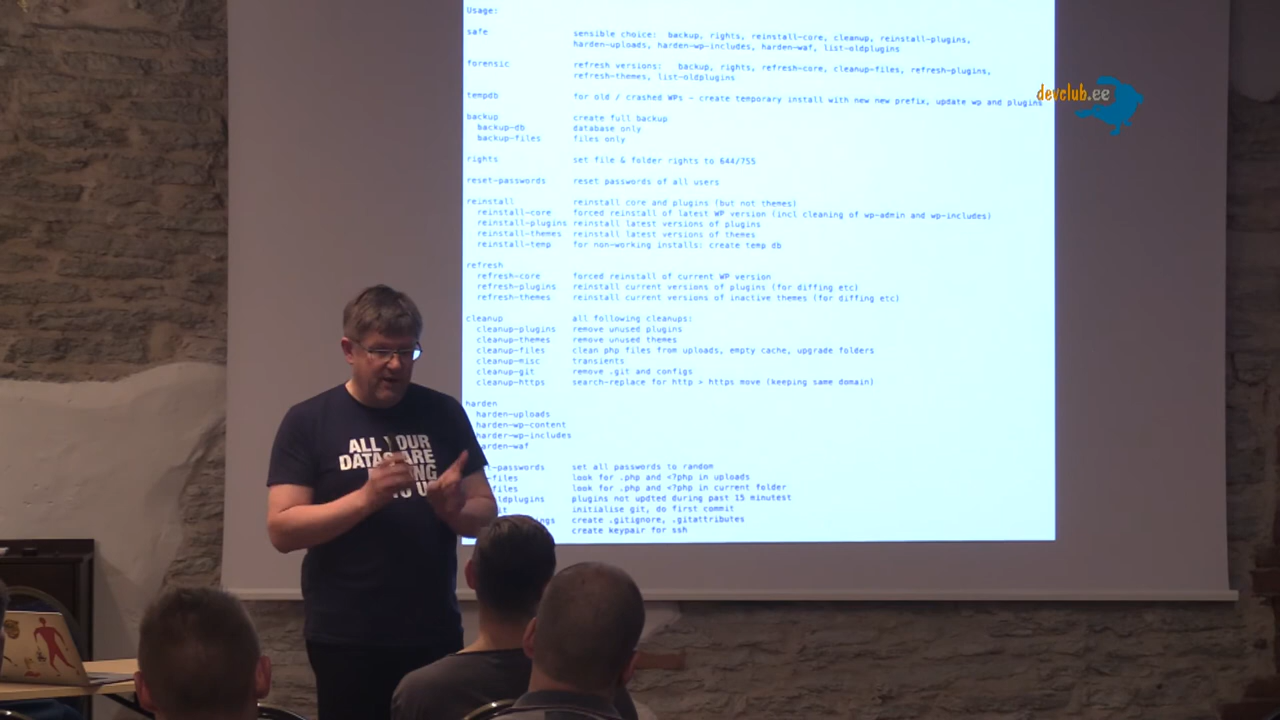 Usage:
safe sensible choice: backup, rights, reinstall-core, cleanup, reinstall-plugins,
harden-uploads, harden-wp-includes, harden-waf, list-oldplugins
forensic refresh versions: backup, rights, refresh-core, cleanup-files, refresh-plugins,
refresh-themes, list-oldplugins
tempdb for old / crashed WPs - create temporary install with new new prefix, update wp and plugins
devclub.ee
backup create full backup
backup-db database only
backup-files files only
rights set file & folder rights to 644/755
reset-passwords reset passwords of all users
reinstall reinstall core and plugins (but not themes)
reinstall-core forced reinstall of latest WP version (incl cleaning of wp-admin and wp-includes)
reinstall-plugins reinstall latest versions of plugins
reinstall-themes reinstall latest versions of themes
reinstall-temp for non-working installs: create temp db
refresh
refresh-core forced reinstall of current WP version
refresh-plugins reinstall current versions of plugins (for diffing etc)
refresh-themes reinstall current versions of inactive themes (for diffing etc)
cleanup all following cleanups:
cleanup-plugins remove unused plugins
cleanup-themes remove unused themes
cleanup-files clean php files from uploads, empty cache, upgrade folders
cleanup-misc transients
cleanup-git remove .git and configs
cleanup-https search-replace for http > https move (keeping same domain)
harden
harden-uploads
harden-wp-content
harder-wp-includes
harden-waf
t-passwords set all passwords to random
-files look for .php and <?php in uploads
files look for .php and <?php in current folder
oldplugins plugins not updted during past 15 minutest
it initialise git, do first commit
ngs create .gitignore, .gitattributes
create keypair for ssh
ALL YOUR
DATAS ARE
TO U